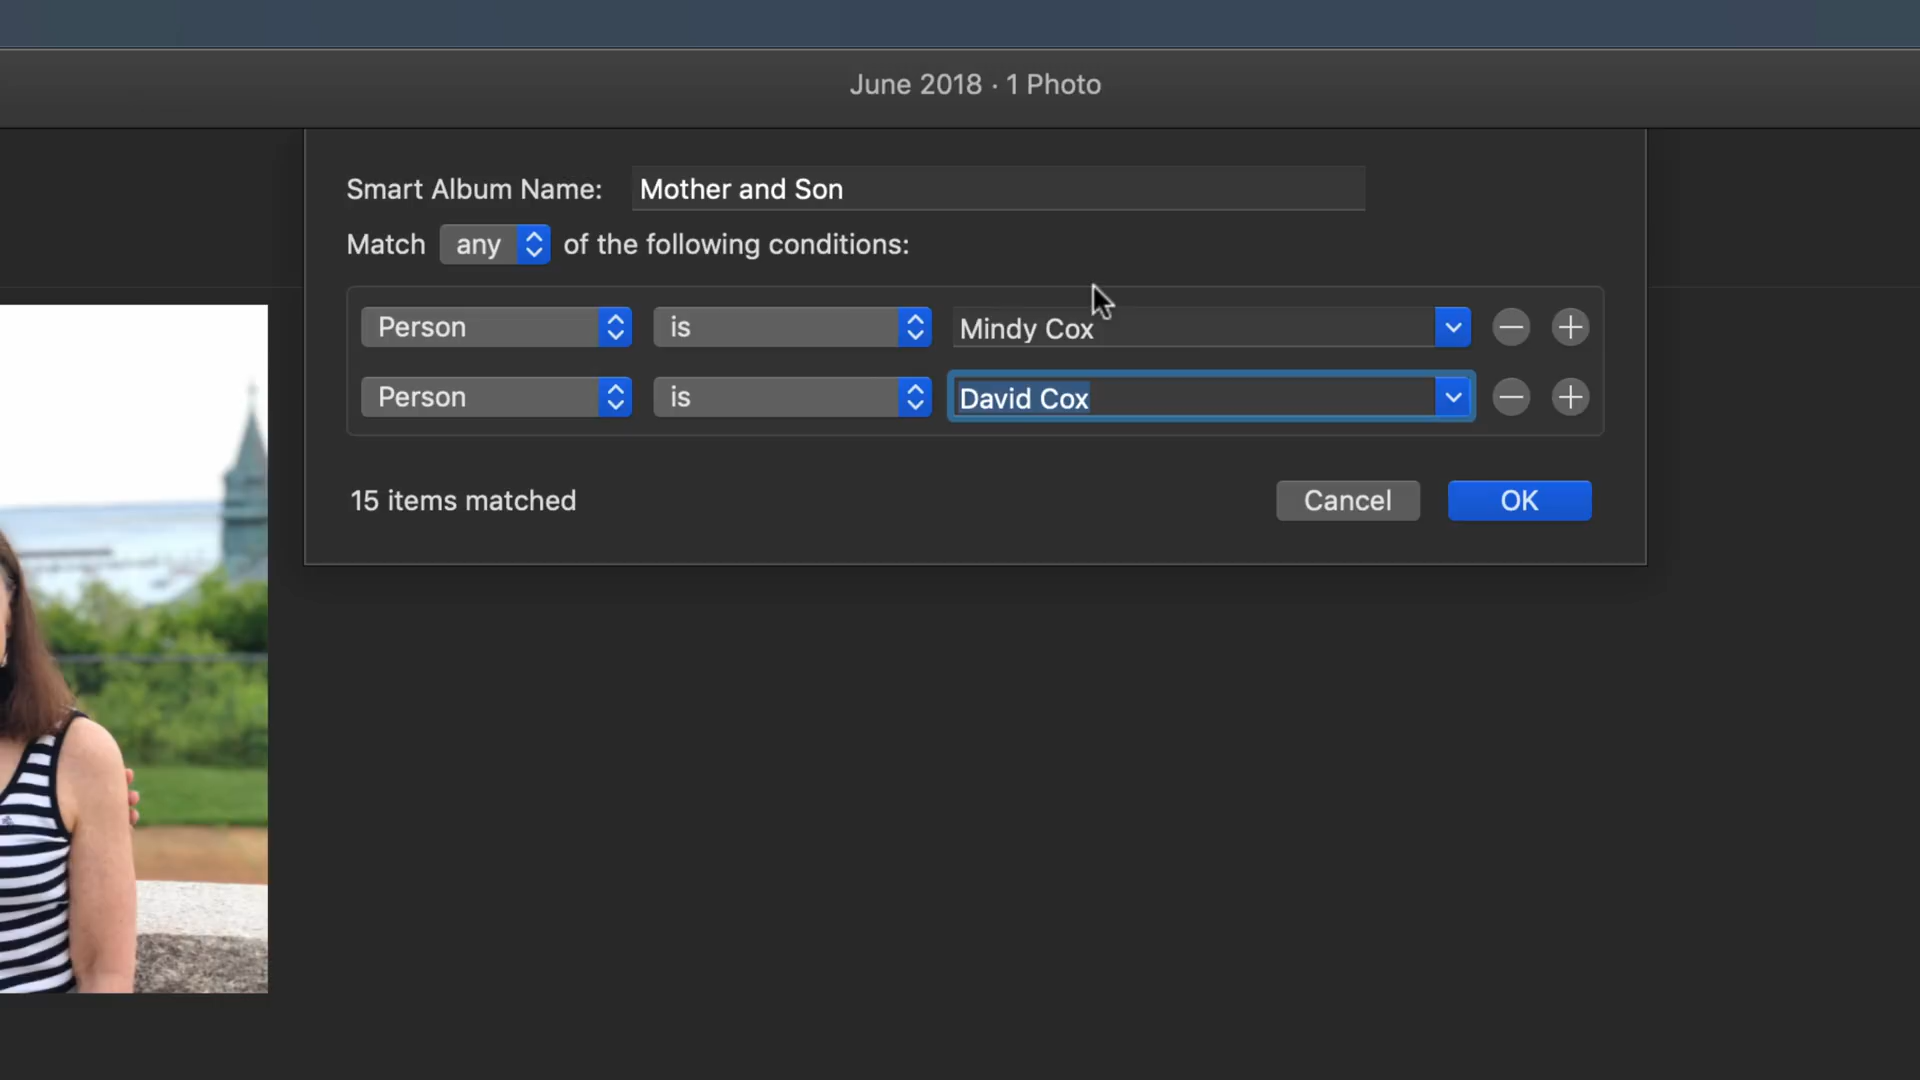 June 2018 · 1 Photo
Smart Album Name: Mother and Son
Match any of the following conditions:
Person is Mindy Cox
Person is David Cox
15 items matched Cancel OK